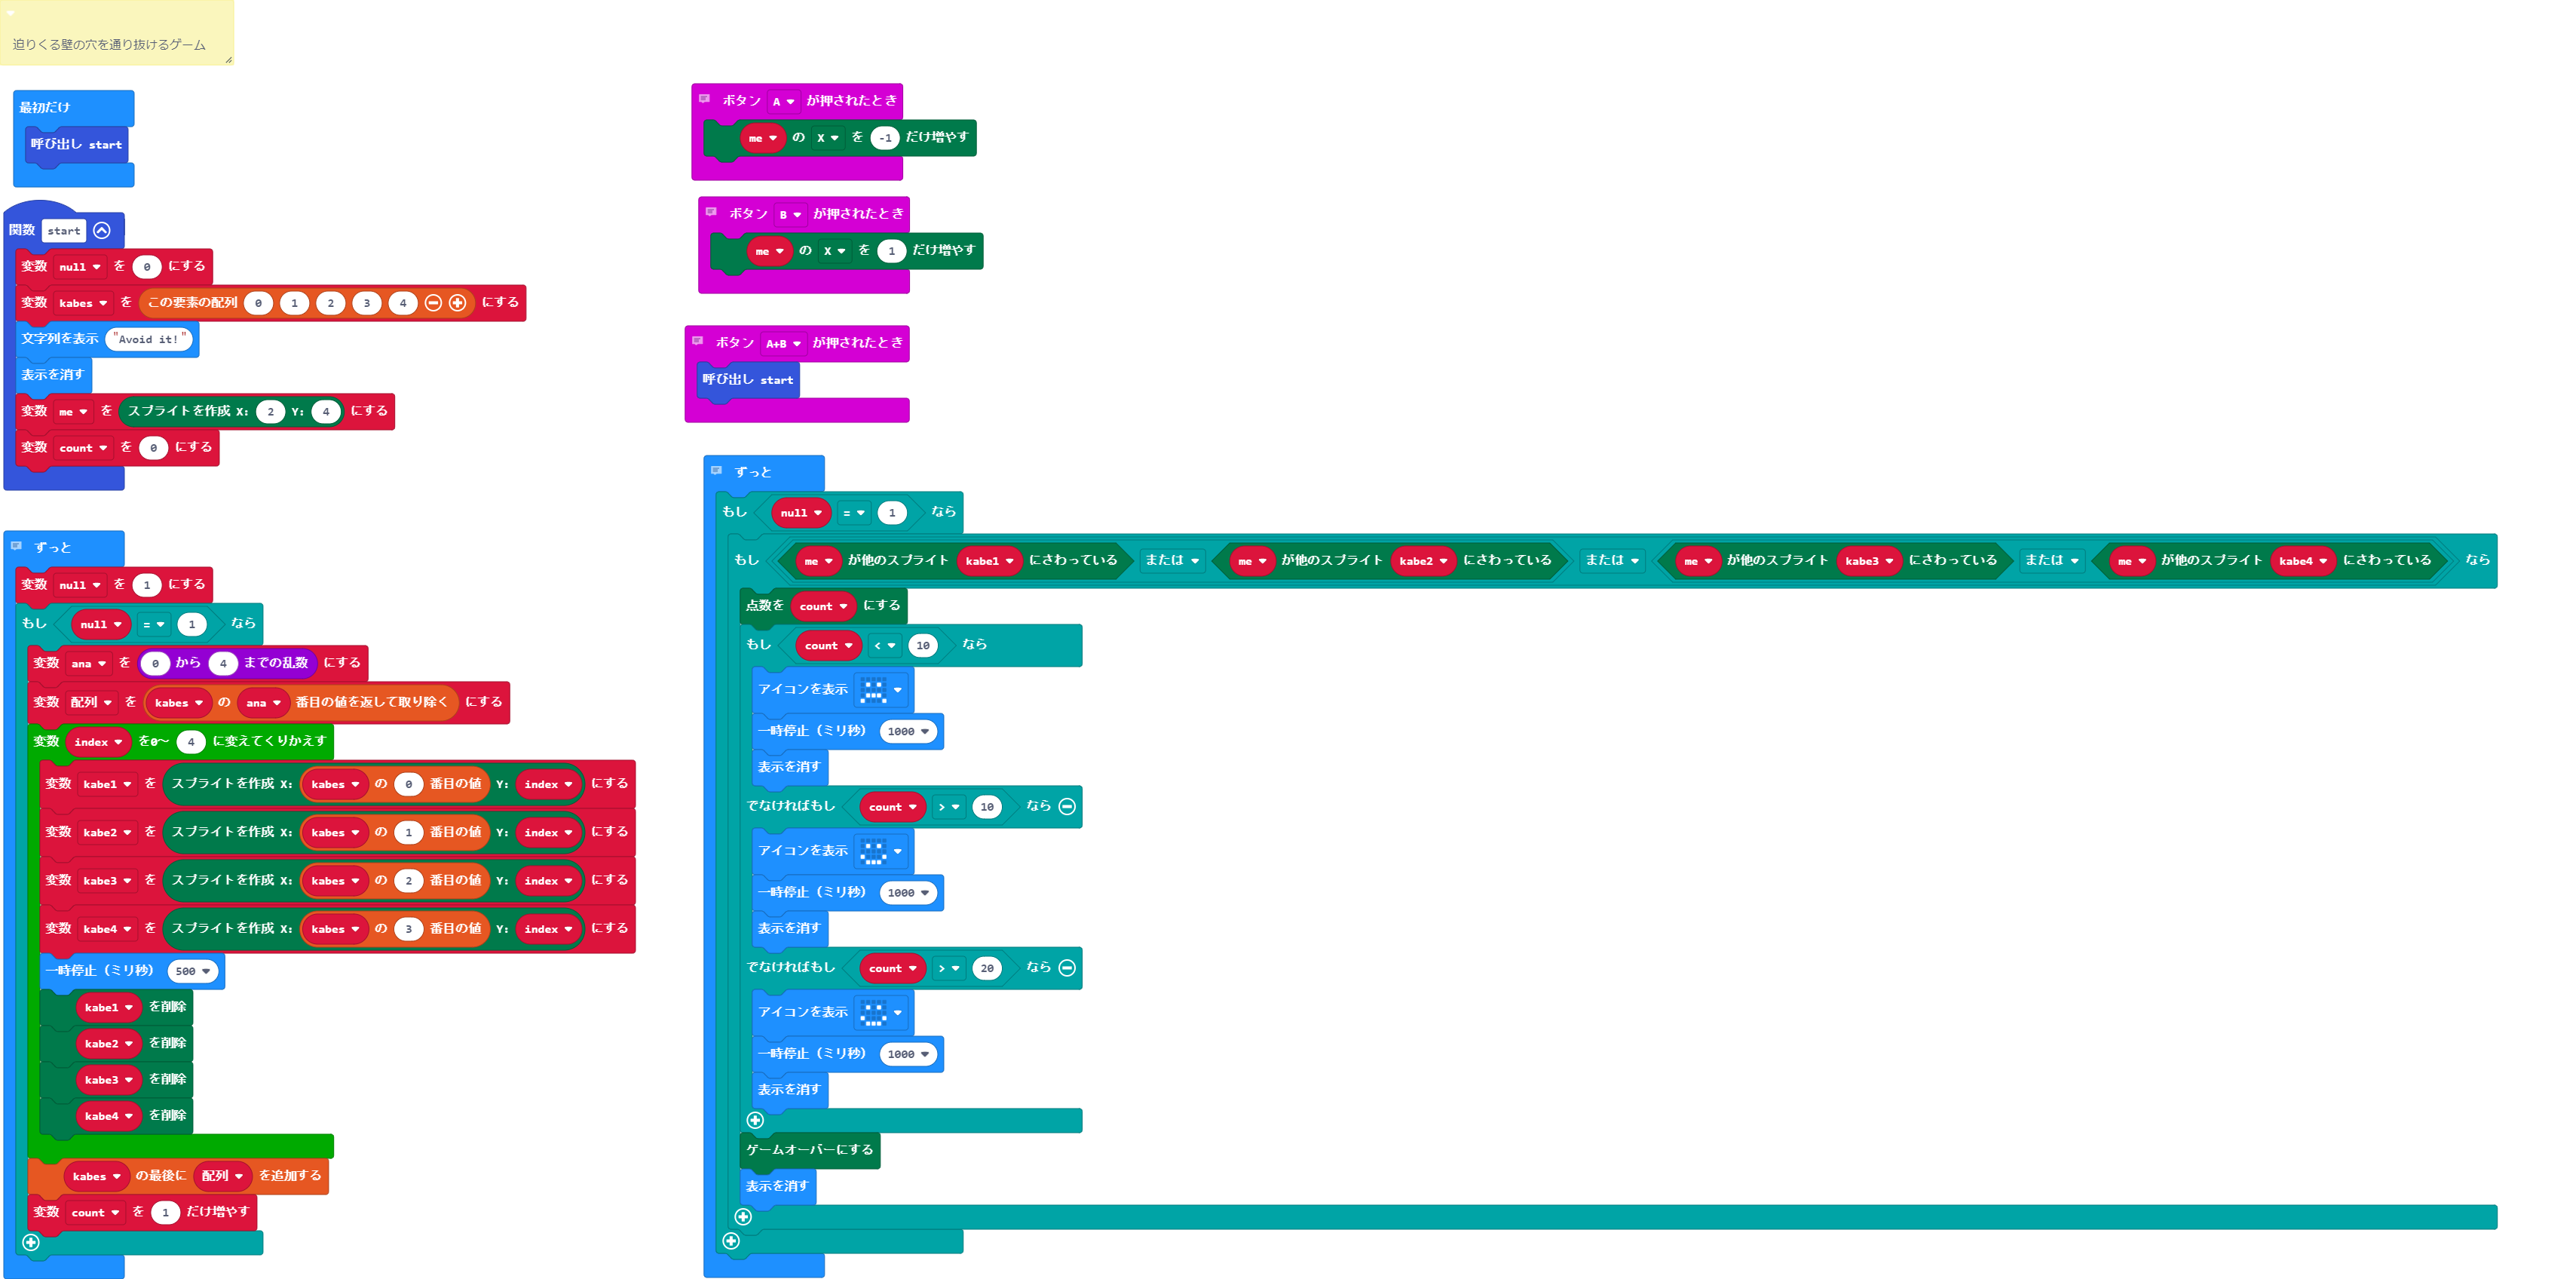 迫りくる壁の穴を通り抜けるゲーム
最初だけ
呼び出し start
関数 start
変数 null を 0 にする
変数 kabes を この要素の配列 0 1 2 3 4 にする
文字列を表示 "Avoid it!"
表示を消す
変数 me を スプライトを作成 X: 2 Y: 4 にする
変数 count を 0 にする
ずっと
変数 null を 1 にする
もし null = 1 なら
変数 ana を 0 から 4 までの乱数 にする
変数 配列 を kabes の ana 番目の値を返して取り除く にする
変数 index を0～ 4 に変えてくりかえす
変数 kabe1 を スプライトを作成 X: kabes の 0 番目の値 Y: index にする
変数 kabe2 を スプライトを作成 X: kabes の 1 番目の値 Y: index にする
変数 kabe3 を スプライトを作成 X: kabes の 2 番目の値 Y: index にする
変数 kabe4 を スプライトを作成 X: kabes の 3 番目の値 Y: index にする
一時停止（ミリ秒） 500
kabe1 を削除
kabe2 を削除
kabe3 を削除
kabe4 を削除
kabes の最後に 配列 を追加する
変数 count を 1 だけ増やす
ボタン A が押されたとき
me の X を -1 だけ増やす
ボタン B が押されたとき
me の X を 1 だけ増やす
ボタン A+B が押されたとき
呼び出し start
ずっと
もし null = 1 なら
もし me が他のスプライト kabe1 にさわっている または me が他のスプライト kabe2 にさわっている または me が他のスプライト kabe3 にさわっている または me が他のスプライト kabe4 にさわっている なら
点数を count にする
もし count < 10 なら
アイコンを表示
一時停止（ミリ秒） 1000
表示を消す
でなければもし count > 10 なら
アイコンを表示
一時停止（ミリ秒） 1000
表示を消す
でなければもし count > 20 なら
アイコンを表示
一時停止（ミリ秒） 1000
表示を消す
ゲームオーバーにする
表示を消す